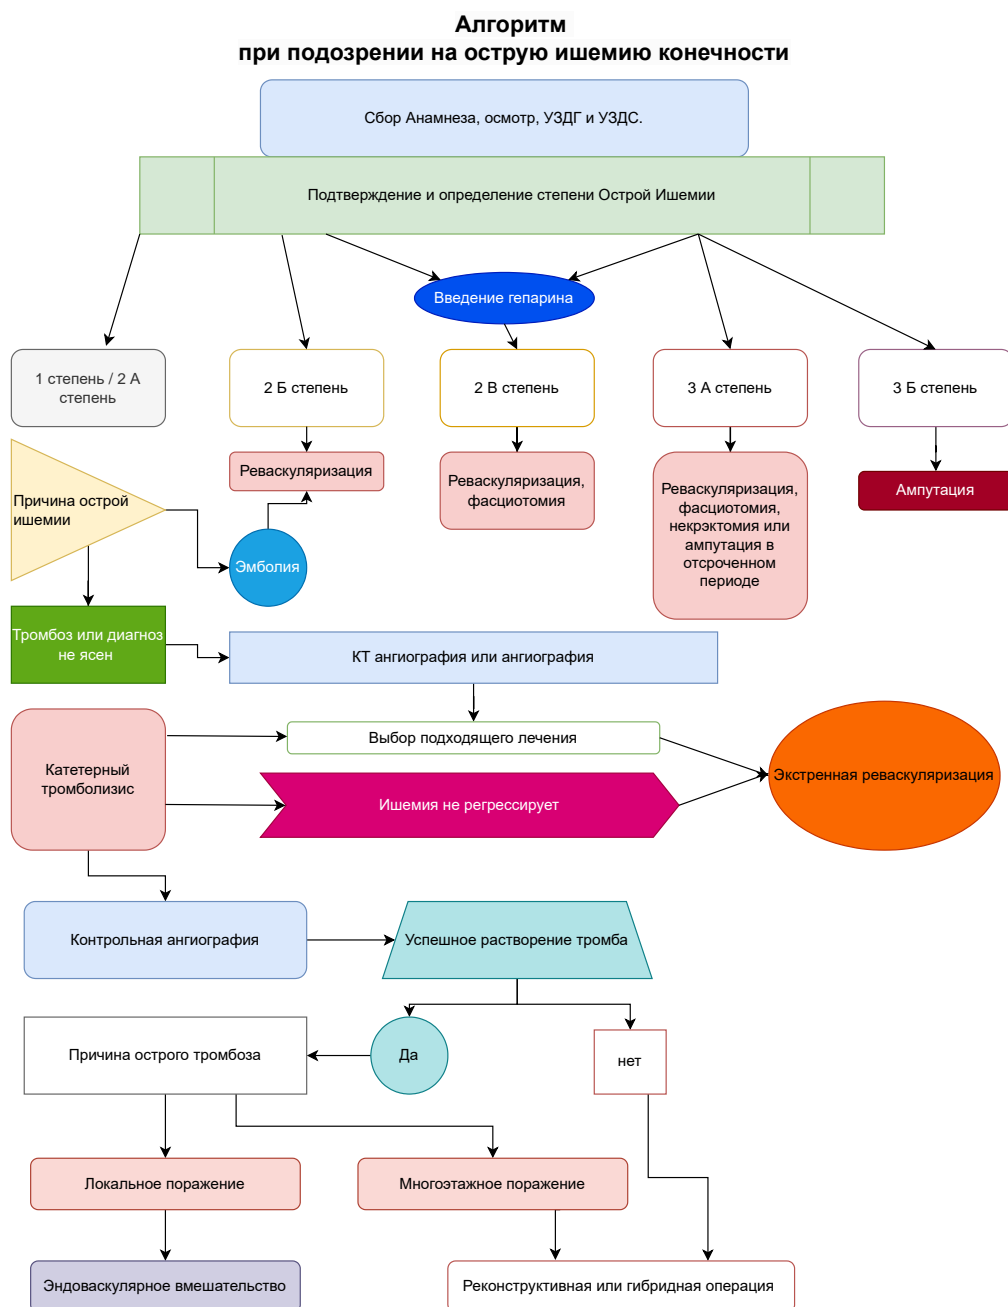 Алгоритм
при подозрении на острую ишемию конечности
Сбор Анамнеза, осмотр, УЗДГ и УЗДС.
Подтверждение и определение степени Острой Ишемии
Введение гепарина
1 степень / 2 А
степень
2 Б степень
2 В степень
3 А степень
3 Б степень
Реваскуляризация
Реваскуляризация,
фасциотомия
Реваскуляризация,
фасциотомия,
некрэктомия или
ампутация в
отсроченном
периоде
Ампутация
Причина острой
ишемии
Эмболия
Тромбоз или диагноз
не ясен
КТ ангиография или ангиография
Катетерный
тромболизис
Выбор подходящего лечения
Ишемия не регрессирует
Экстренная реваскуляризация
Контрольная ангиография
Успешное растворение тромба
Причина острого тромбоза
Да
нет
Локальное поражение
Многоэтажное поражение
Эндоваскулярное вмешательство
Реконструктивная или гибридная операция